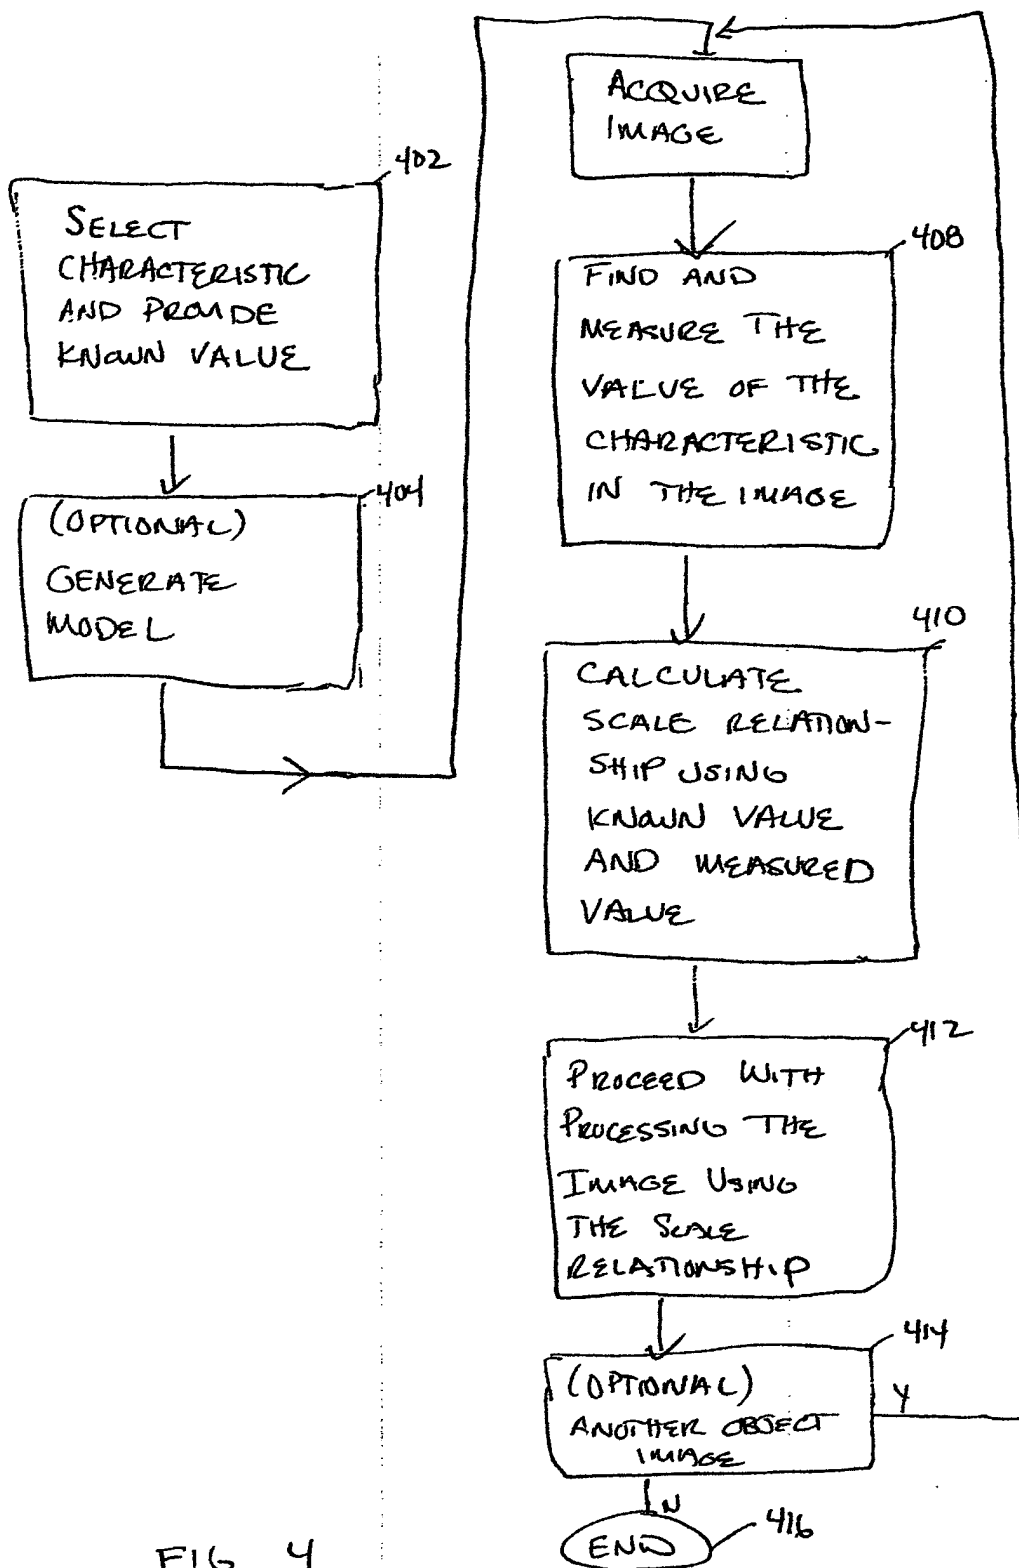 402
SELECT
CHARACTERISTIC
AND PROVIDE
KNOWN VALUE
404
(OPTIONAL)
GENERATE
MODEL
ACQUIRE
IMAGE
408
FIND AND
MEASURE THE
VALUE OF THE
CHARACTERISTIC
IN THE IMAGE
410
CALCULATE
SCALE RELATION-
SHIP USING
KNOWN VALUE
AND MEASURED
VALUE
412
PROCEED WITH
PROCESSING THE
IMAGE USING
THE SCALE
RELATIONSHIP
414
(OPTIONAL)
ANOTHER OBJECT
IMAGE
Y
N
END
416
FIG 4